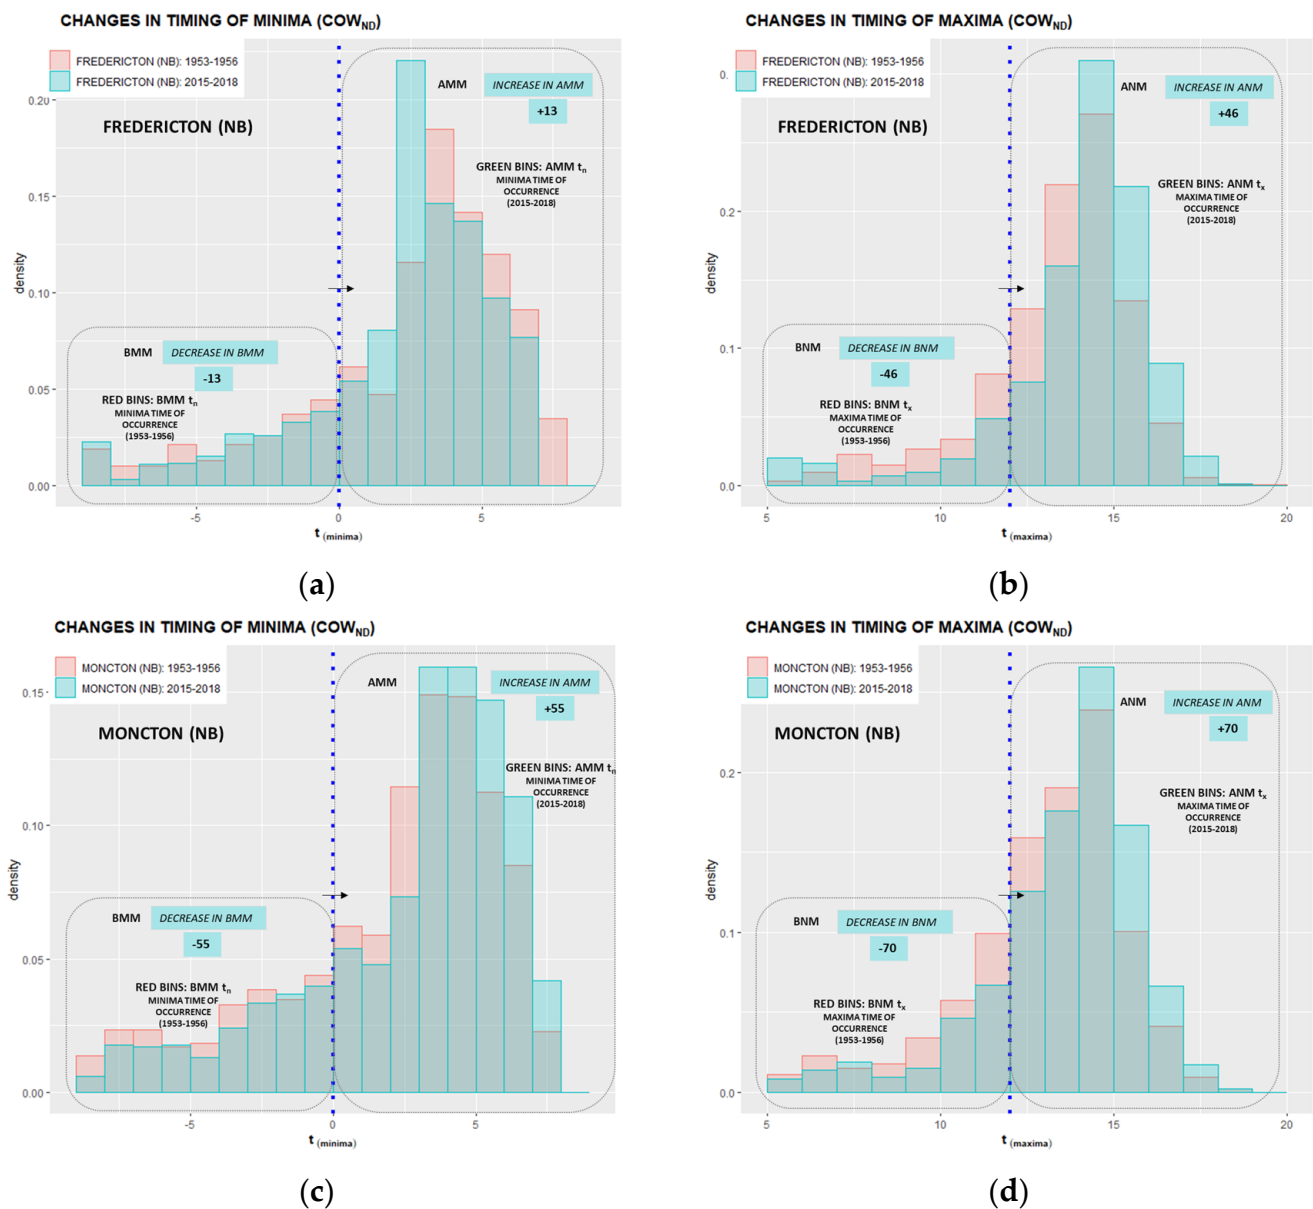 CHANGES IN TIMING OF MINIMA (COWND)
FREDERICTON (NB): 1953-1956
FREDERICTON (NB): 2015-2018
AMM
INCREASE IN AMM
+13
FREDERICTON (NB)
GREEN BINS: AMM tn
MINIMA TIME OF
OCCURRENCE
(2015-2018)
BMM
DECREASE IN BMM
-13
RED BINS: BMM tn
MINIMA TIME OF
OCCURRENCE
(1953-1956)
density
0.20
0.15
0.10
0.05
0.00
-5
0
5
t (minima)
(a)
CHANGES IN TIMING OF MAXIMA (COWND)
FREDERICTON (NB): 1953-1956
FREDERICTON (NB): 2015-2018
ANM
INCREASE IN ANM
+46
FREDERICTON (NB)
GREEN BINS: ANM tx
MAXIMA TIME OF
OCCURRENCE
(2015-2018)
BNM
DECREASE IN BNM
-46
RED BINS: BNM tx
MAXIMA TIME OF
OCCURRENCE
(1953-1956)
density
0.
0.2
0.1
0.0
5
10
15
20
t (maxima)
(b)
CHANGES IN TIMING OF MINIMA (COWND)
MONCTON (NB): 1953-1956
MONCTON (NB): 2015-2018
AMM
INCREASE IN AMM
+55
MONCTON (NB)
GREEN BINS: AMM tn
MINIMA TIME OF
OCCURRENCE
(2015-2018)
BMM
DECREASE IN BMM
-55
RED BINS: BMM tn
MINIMA TIME OF
OCCURRENCE
(1953-1956)
density
0.15
0.10
0.05
0.00
-5
0
5
t (minima)
(c)
CHANGES IN TIMING OF MAXIMA (COWND)
MONCTON (NB): 1953-1956
MONCTON (NB): 2015-2018
ANM
INCREASE IN ANM
+70
MONCTON (NB)
GREEN BINS: ANM tx
MAXIMA TIME OF
OCCURRENCE
(2015-2018)
BNM
DECREASE IN BNM
-70
RED BINS: BNM tx
MAXIMA TIME OF
OCCURRENCE
(1953-1956)
density
0.2
0.1
0.0
5
10
15
20
t (maxima)
(d)